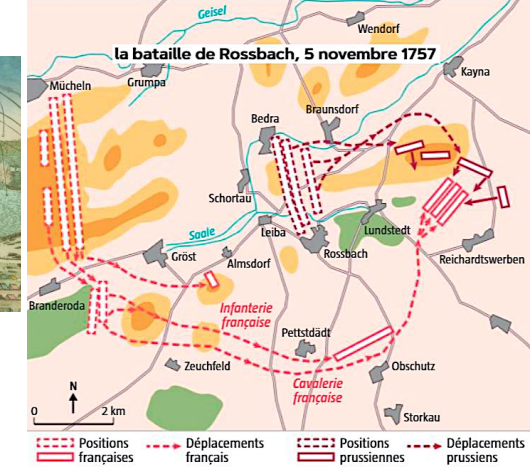 Geisel
Wendorf
la bataille de Rossbach, 5 novembre 1757
Kayna
Mücheln
Grumpa
Braunsdorf
Bedra
Schortau
Saale
Leiba
Lundstedt
Gröst
Almsdorf
Rossbach
Reichardtswerben
Branderoda
Infanterie
française
Pettstdädt
Zeuchfeld
Obschutz
Cavalerie
française
N
0 2 km
Storkau
Positions
françaises
Déplacements
français
Positions
prussiennes
Déplacements
prussiens